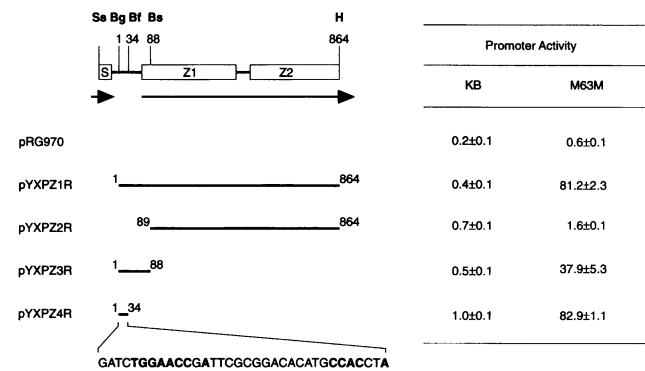 Ss Bg Bf Bs H
1 34 88 864
S Z1 Z2
Promoter Activity
KB M63M
pRG970 0.2±0.1 0.6±0.1
pYXPZ1R 1 864 0.4±0.1 81.2±2.3
pYXPZ2R 89 864 0.7±0.1 1.6±0.1
pYXPZ3R 1 88 0.5±0.1 37.9±5.3
pYXPZ4R 1 34 1.0±0.1 82.9±1.1
GATCTGGAACCGATTCGCGGACACATGCCACCTA